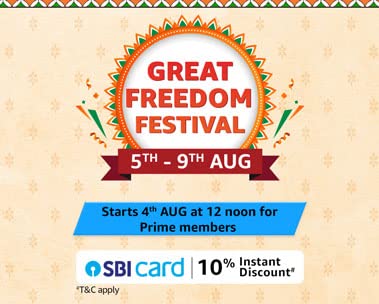 GREAT
FREEDOM
FESTIVAL
5TH - 9TH AUG
Starts 4th AUG at 12 noon for
Prime members
SBI card | 10% Instant
Discount#
#T&C apply